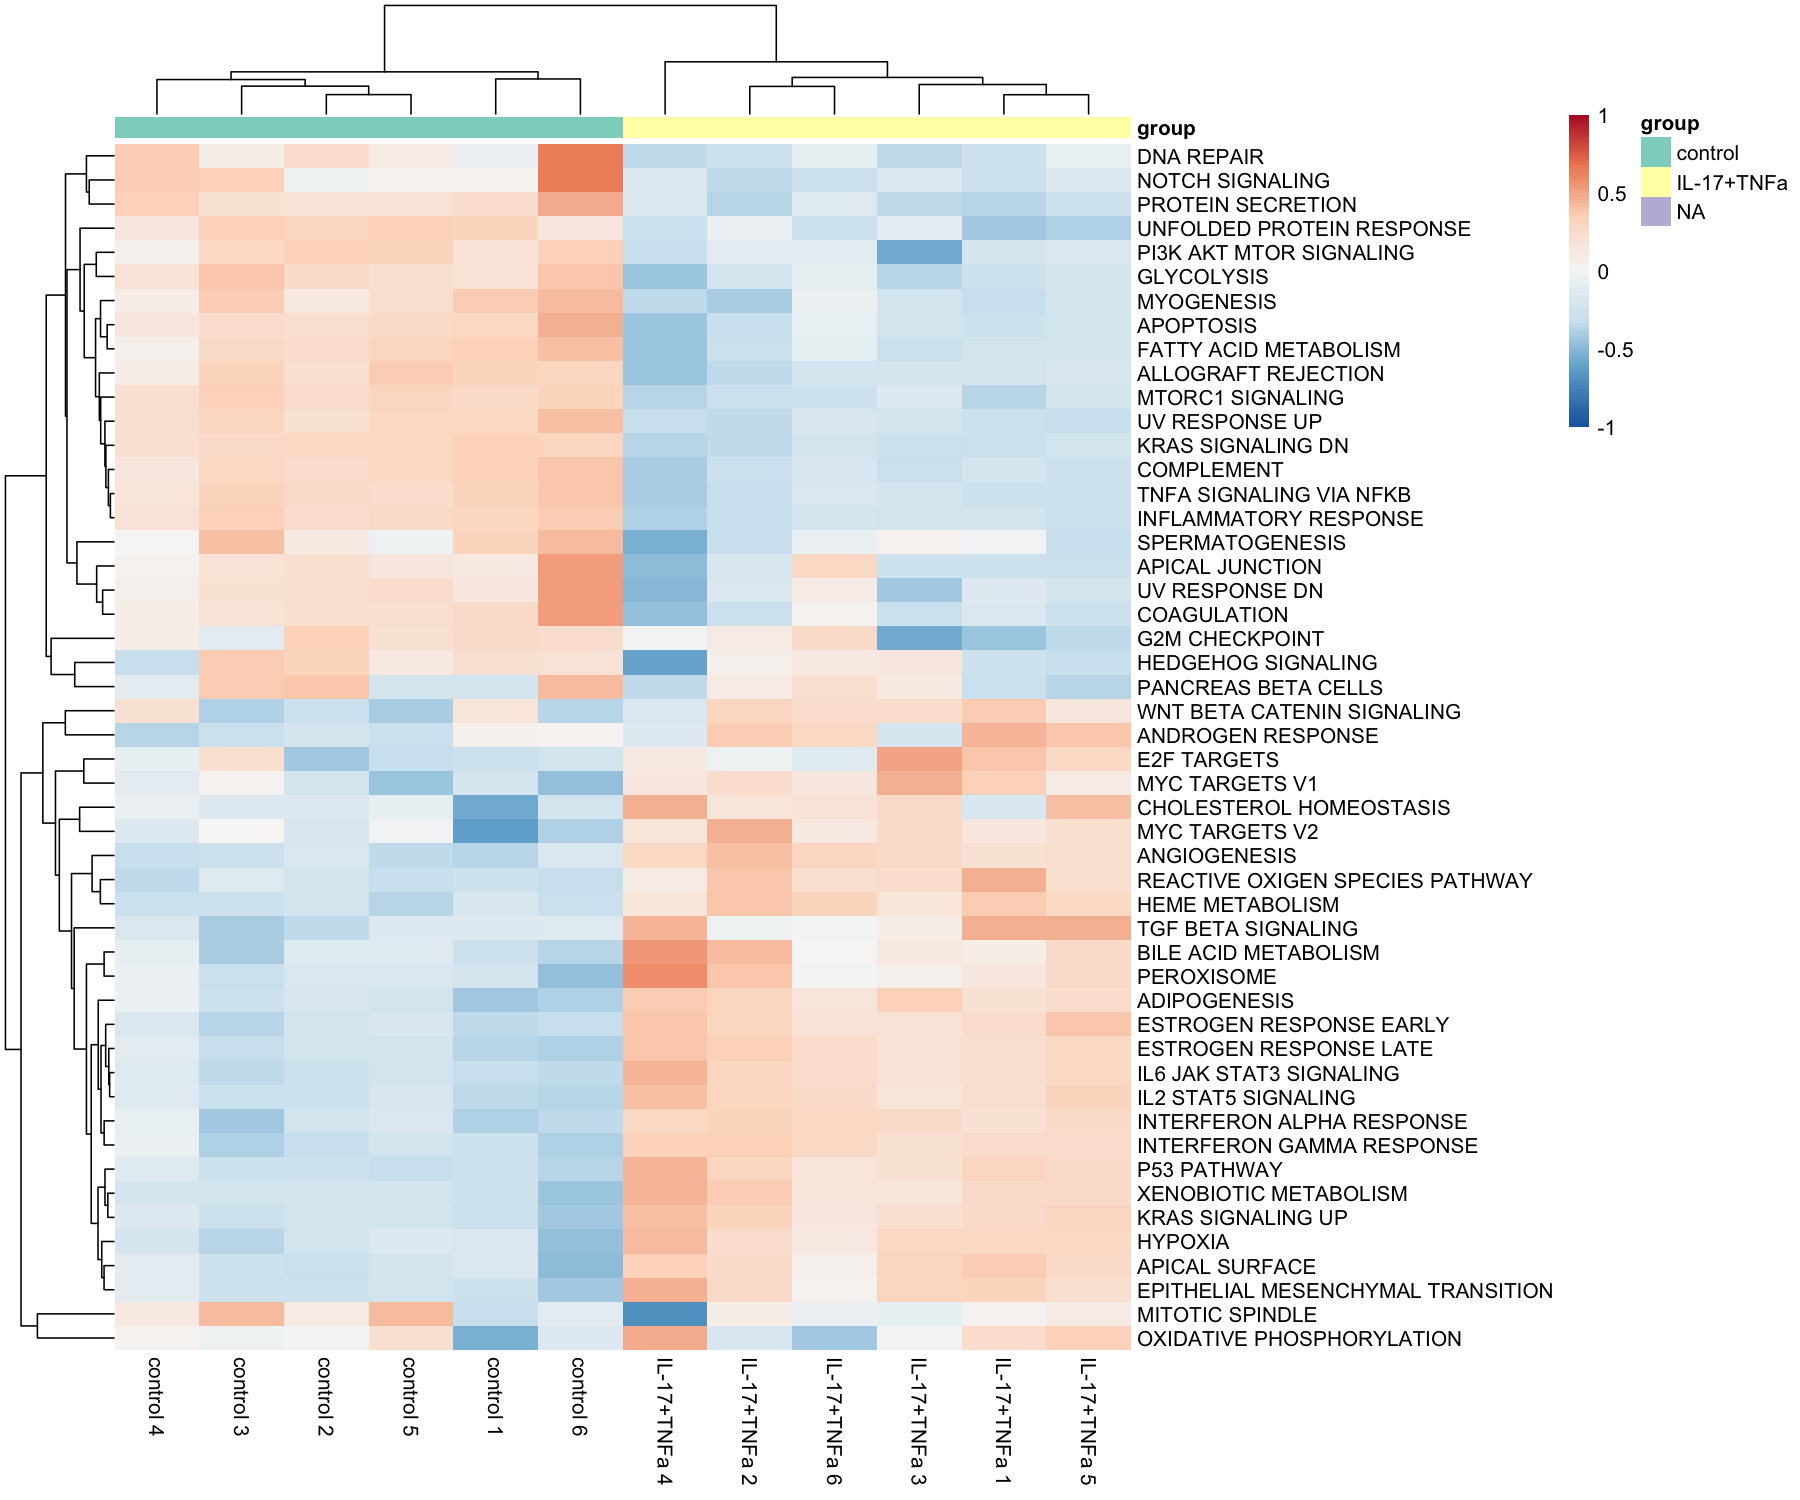 group
DNA REPAIR
NOTCH SIGNALING
PROTEIN SECRETION
UNFOLDED PROTEIN RESPONSE
PI3K AKT MTOR SIGNALING
GLYCOLYSIS
MYOGENESIS
APOPTOSIS
FATTY ACID METABOLISM
ALLOGRAFT REJECTION
MTORC1 SIGNALING
UV RESPONSE UP
KRAS SIGNALING DN
COMPLEMENT
TNFA SIGNALING VIA NFKB
INFLAMMATORY RESPONSE
SPERMATOGENESIS
APICAL JUNCTION
UV RESPONSE DN
COAGULATION
G2M CHECKPOINT
HEDGEHOG SIGNALING
PANCREAS BETA CELLS
WNT BETA CATENIN SIGNALING
ANDROGEN RESPONSE
E2F TARGETS
MYC TARGETS V1
CHOLESTEROL HOMEOSTASIS
MYC TARGETS V2
ANGIOGENESIS
REACTIVE OXIGEN SPECIES PATHWAY
HEME METABOLISM
TGF BETA SIGNALING
BILE ACID METABOLISM
PEROXISOME
ADIPOGENESIS
ESTROGEN RESPONSE EARLY
ESTROGEN RESPONSE LATE
IL6 JAK STAT3 SIGNALING
IL2 STAT5 SIGNALING
INTERFERON ALPHA RESPONSE
INTERFERON GAMMA RESPONSE
P53 PATHWAY
XENOBIOTIC METABOLISM
KRAS SIGNALING UP
HYPOXIA
APICAL SURFACE
EPITHELIAL MESENCHYMAL TRANSITION
MITOTIC SPINDLE
OXIDATIVE PHOSPHORYLATION
control 4
control 3
control 2
control 5
control 1
control 6
IL-17+TNFa 4
IL-17+TNFa 2
IL-17+TNFa 6
IL-17+TNFa 3
IL-17+TNFa 1
IL-17+TNFa 5
1
0.5
0
-0.5
-1
group
control
IL-17+TNFa
NA